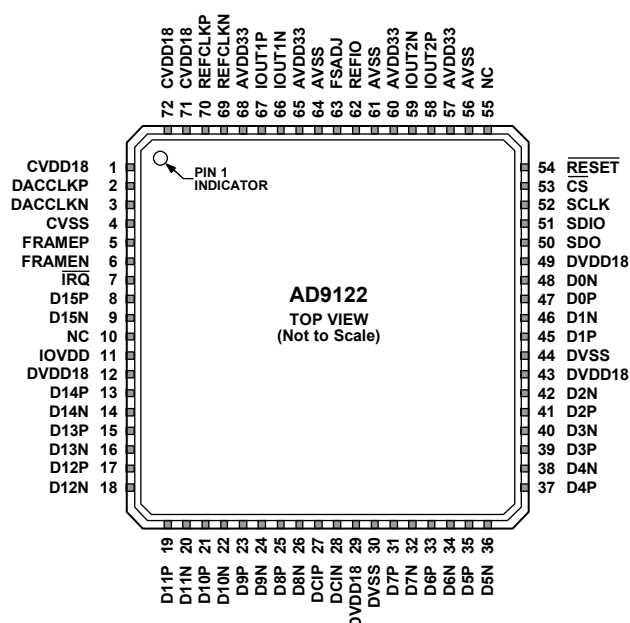 72 CVDD18
71 CVDD18
70 REFCLKP
69 REFCLKN
68 AVDD33
67 IOUT1P
66 IOUT1N
65 AVDD33
64 AVSS
63 FSADJ
62 REFIO
61 AVSS
60 AVDD33
59 IOUT2N
58 IOUT2P
57 AVDD33
56 AVSS
55 NC
CVDD18 1
DACCLKP 2
DACCLKN 3
CVSS 4
FRAMEP 5
FRAMEN 6
IRQ 7
D15P 8
D15N 9
NC 10
IOVDD 11
DVDD18 12
D14P 13
D14N 14
D13P 15
D13N 16
D12P 17
D12N 18
PIN 1
INDICATOR
AD9122
TOP VIEW
(Not to Scale)
54 RESET
53 CS
52 SCLK
51 SDIO
50 SDO
49 DVDD18
48 D0N
47 D0P
46 D1N
45 D1P
44 DVSS
43 DVDD18
42 D2N
41 D2P
40 D3N
39 D3P
38 D4N
37 D4P
D11P 19
D11N 20
D10P 21
D10N 22
D9P 23
D9N 24
D8P 25
D8N 26
DCIP 27
DCIN 28
DVDD18 29
DVSS 30
D7P 31
D7N 32
D6P 33
D6N 34
D5P 35
D5N 36